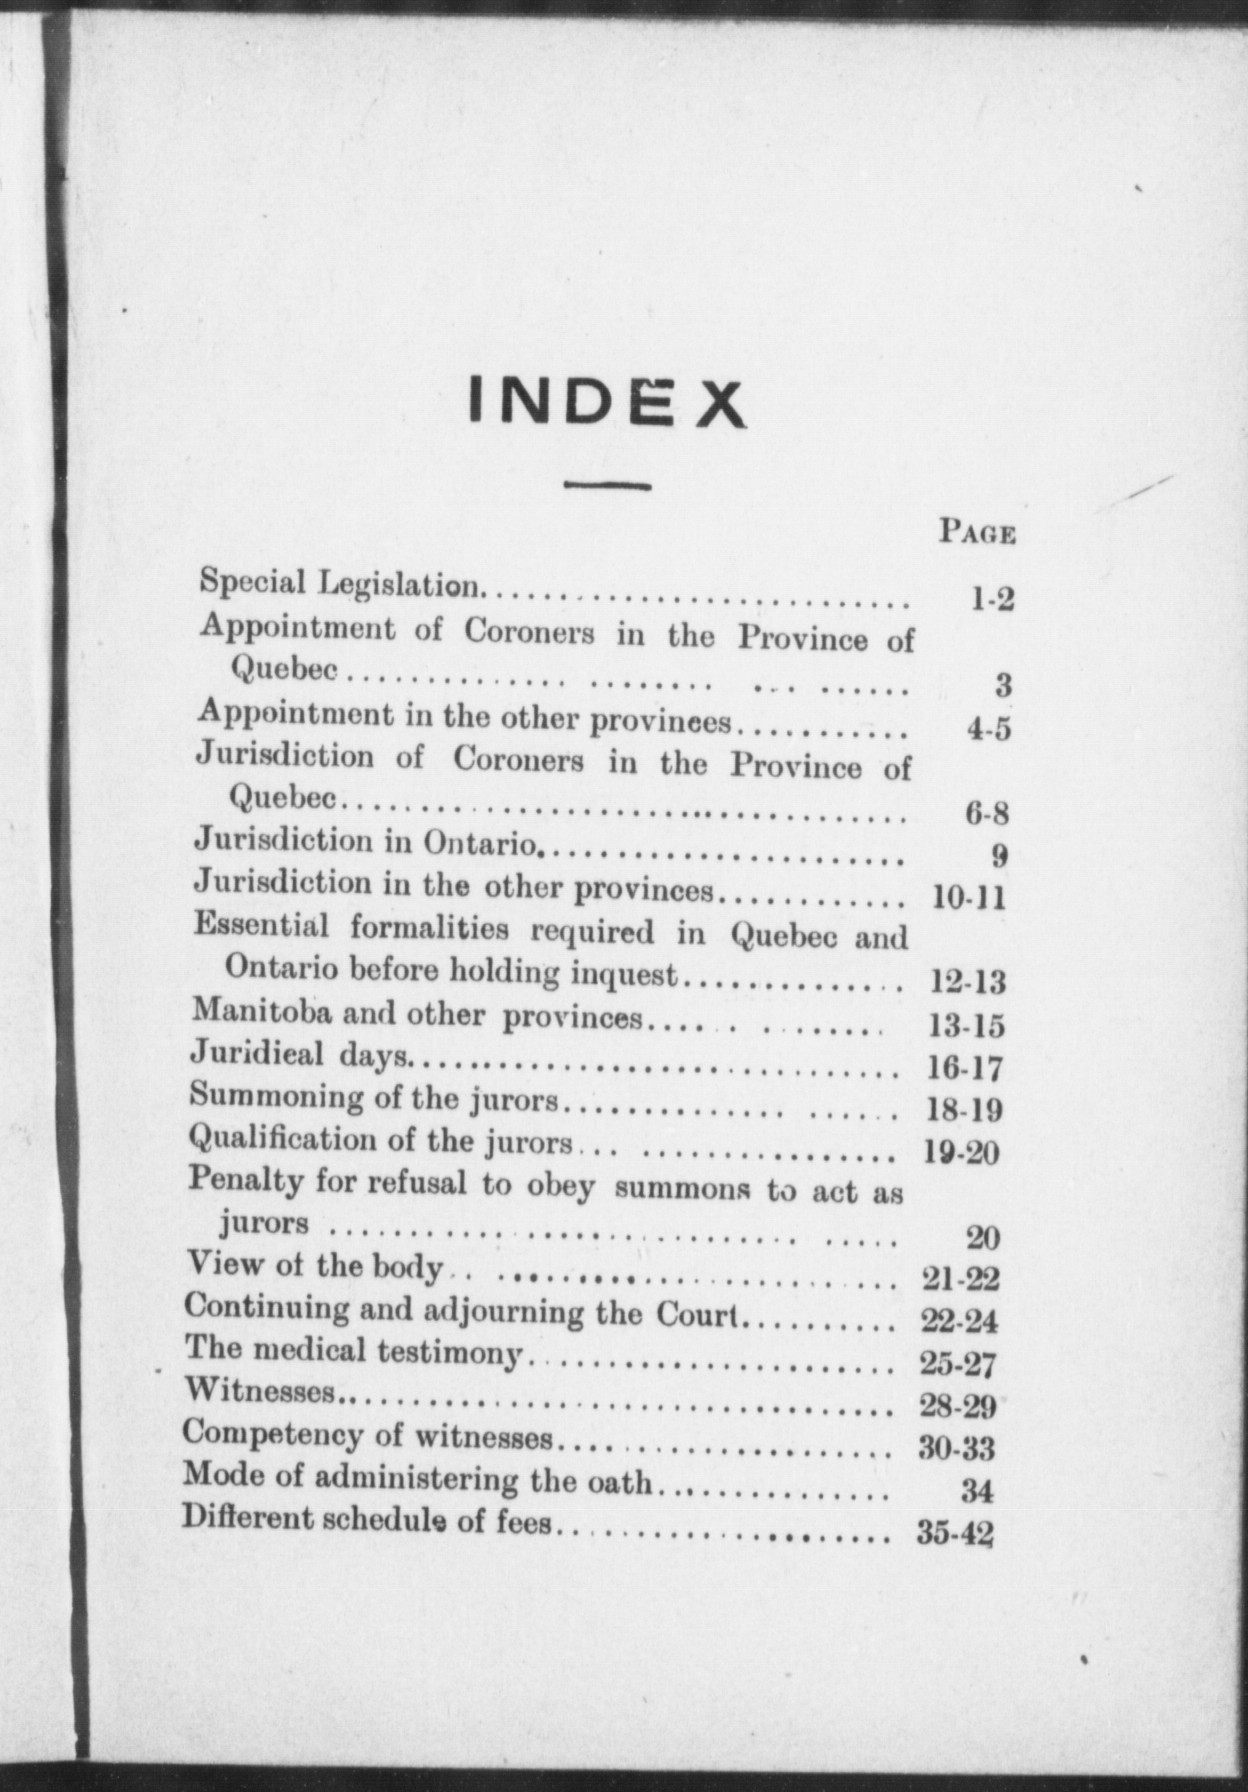 INDEX
PAGE
Special Legislation........................... 1-2
Appointment of Coroners in the Province of
Quebec.............. ........ ... ...... 3
Appointment in the other provinces........... 4-5
Jurisdiction of Coroners in the Province of
Quebec................................... 6-8
Jurisdiction in Ontario....................... 9
Jurisdiction in the other provinces............ 10-11
Essential formalities required in Quebec and
Ontario before holding inquest.............. 12-13
Manitoba and other provinces.... . ........ 13-15
Juridical days............................... 16-17
Summoning of the jurors.............. ...... 18-19
Qualification of the jurors... ................ 19-20
Penalty for refusal to obey summons to act as
jurors ............................. ..... 20
View of the body.. ......................... 21-22
Continuing and adjourning the Court.......... 22-24
The medical testimony....................... 25-27
Witnesses................................... 28-29
Competency of witnesses..................... 30-33
Mode of administering the oath............... 34
Different schedule of fees..................... 35-42